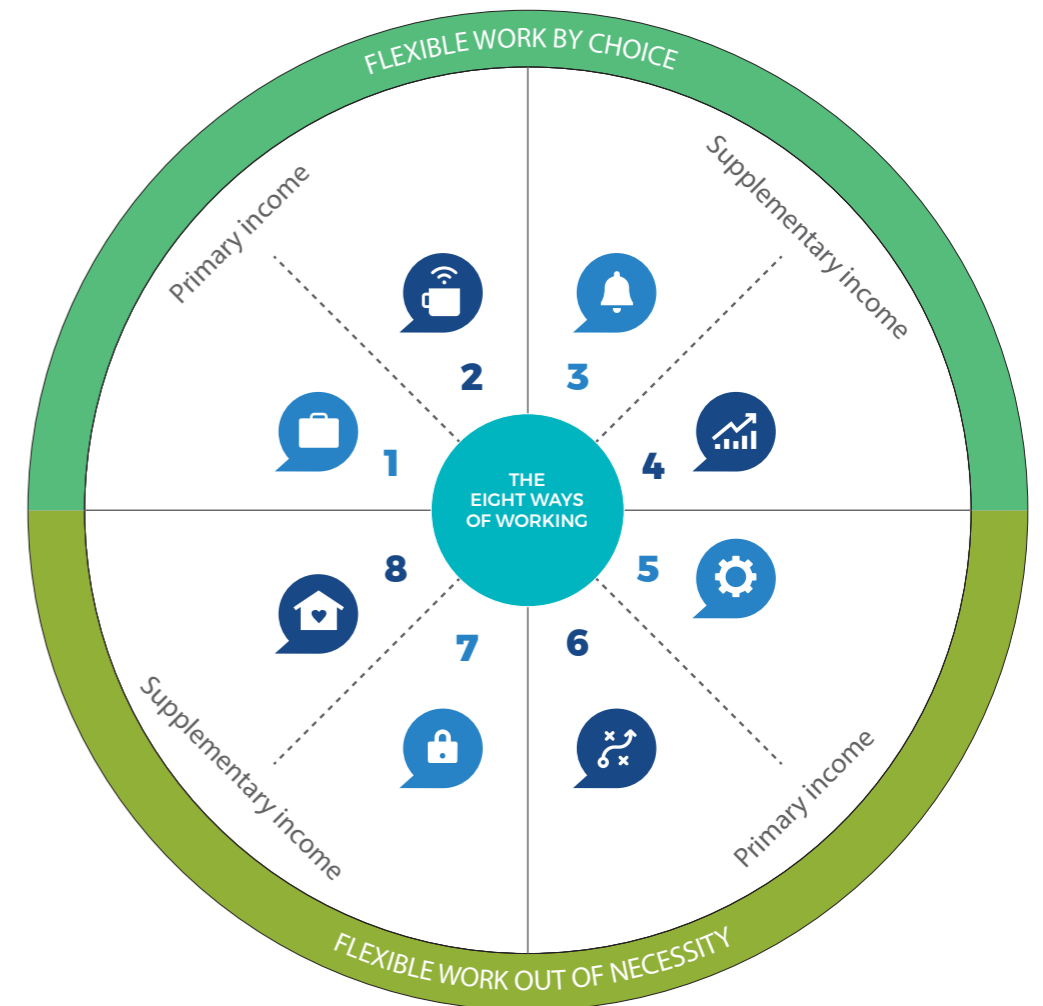 FLEXIBLE WORK BY CHOICE
Primary income
Supplementary income
2
3
1
4
THE
EIGHT WAYS
OF WORKING
8
5
7
6
Supplementary income
Primary income
FLEXIBLE WORK OUT OF NECESSITY